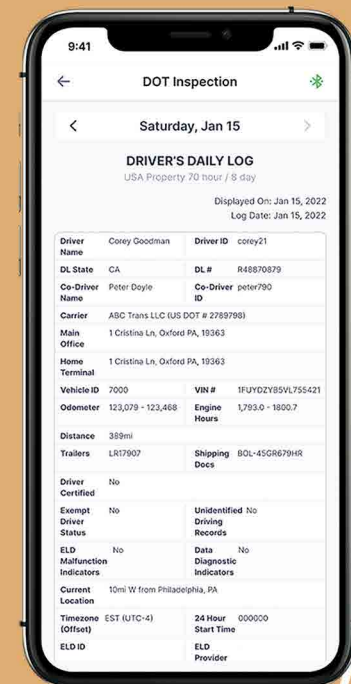 9:41
DOT Inspection
Saturday, Jan 15
DRIVER'S DAILY LOG
USA Property 70 hour / 8 day
Displayed On: Jan 15, 2022
Log Date: Jan 15, 2022
Driver Name Corey Goodman Driver ID corey21
DL State CA DL # R48870879
Co-Driver Name Peter Doyle Co-Driver ID peter790
Carrier ABC Trans LLC (US DOT # 2789798)
Main Office 1 Cristina Ln, Oxford PA, 19363
Home Terminal 1 Cristina Ln, Oxford PA, 19363
Vehicle ID 7000 VIN # 1FUYDZYB5VL755421
Odometer 123,079 - 123,468 Engine Hours 1,793.0 - 1800.7
Distance 389mi
Trailers LR17907 Shipping Docs BOL-45GR679HR
Driver Certified No
Exempt Driver Status No Unidentified Driving Records No
ELD Malfunction Indicators No Data Diagnostic Indicators No
Current Location 10mi W from Philadelphia, PA
Timezone (Offset) EST (UTC-4) 24 Hour Start Time 000000
ELD ID ELD Provider